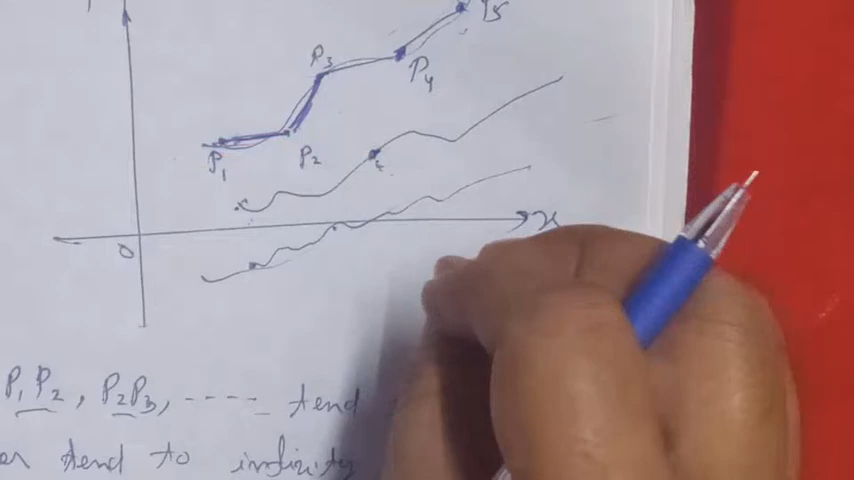 P5
P3
P4
P1
P2
x
O
P1P2, P2P3, ----- tend
tend to infinity